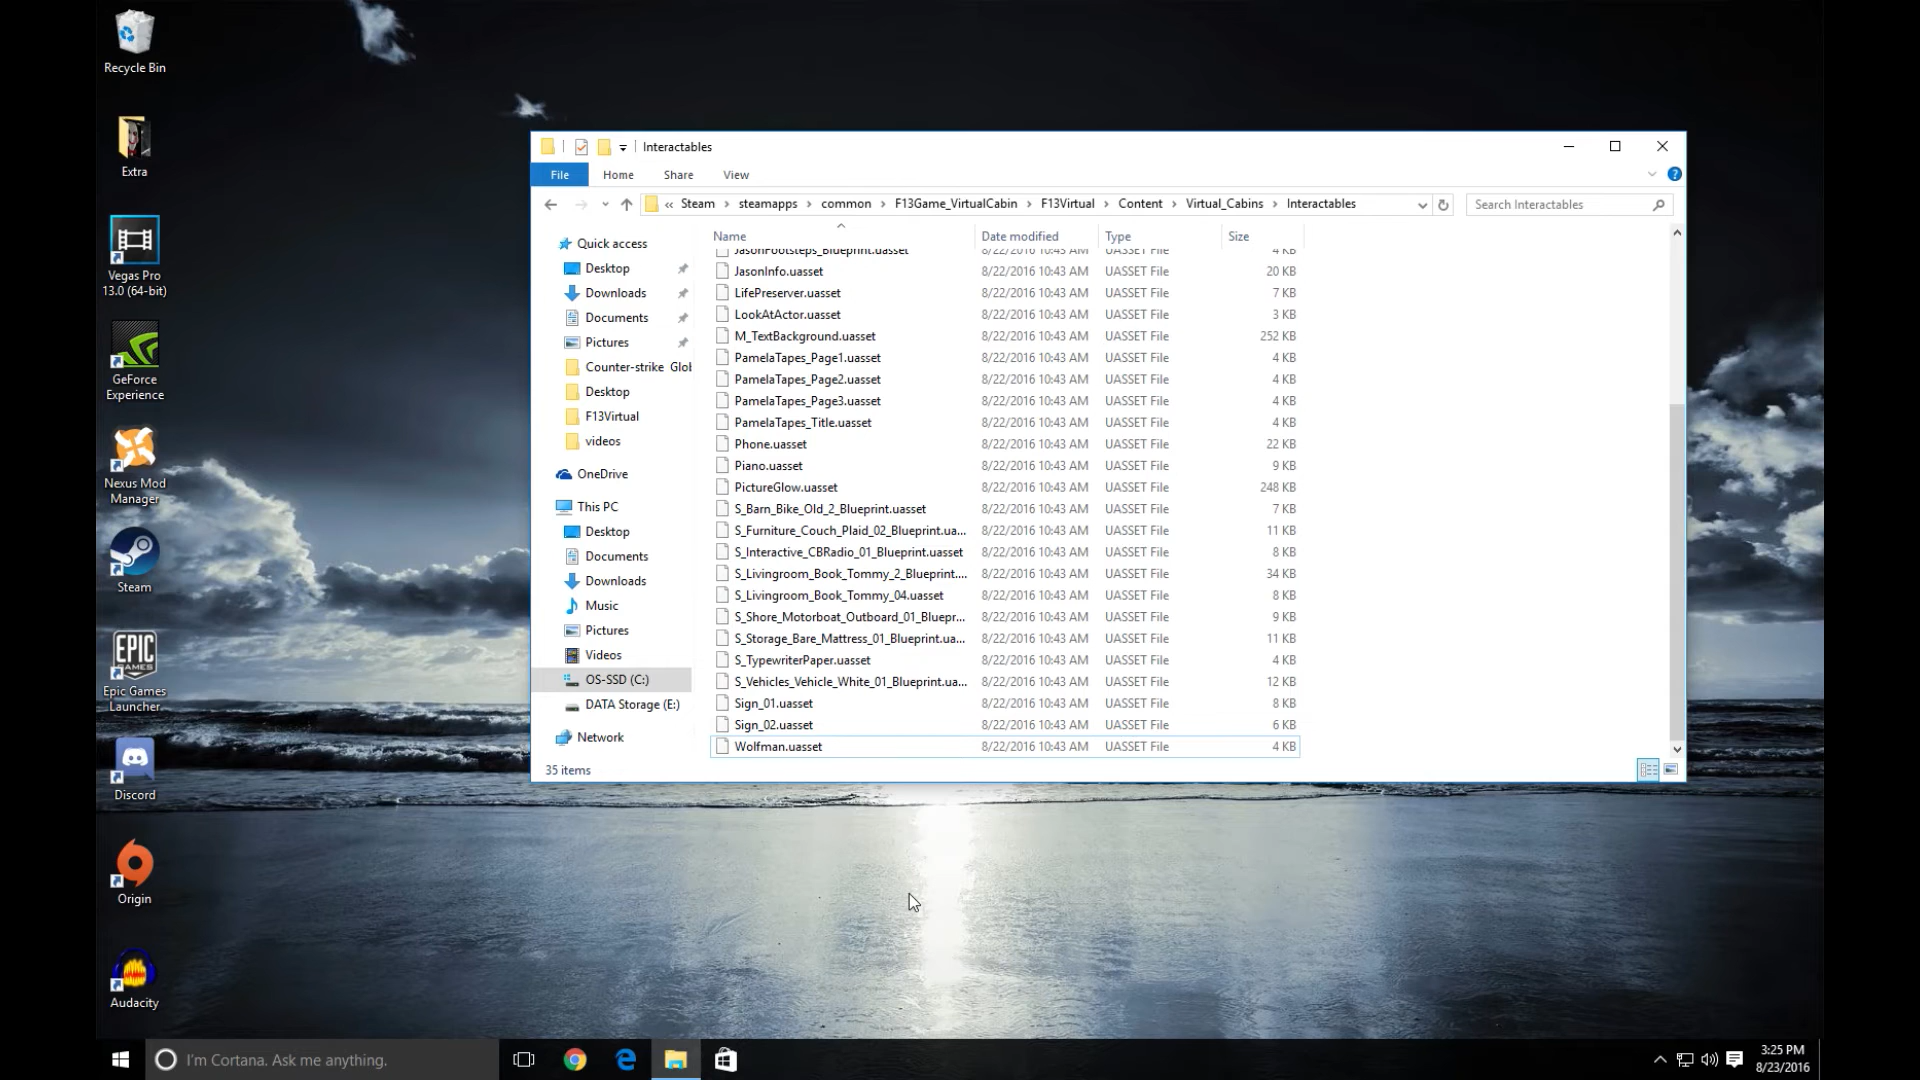 Recycle Bin
Extra
Vegas Pro
13.0 (64-bit)
GeForce
Experience
Nexus Mod
Manager
Steam
EPIC
GAMES
Epic Games
Launcher
Discord
Origin
Audacity
Interactables
File Home Share View
« Steam › steamapps › common › F13Game_VirtualCabin › F13Virtual › Content › Virtual_Cabins › Interactables
Search Interactables
Quick access
Desktop
Downloads
Documents
Pictures
Counter-strike Glob
Desktop
F13Virtual
videos
OneDrive
This PC
Desktop
Documents
Downloads
Music
Pictures
Videos
OS-SSD (C:)
DATA Storage (E:)
Network
Name Date modified Type Size
JasonFootsteps_Blueprint.uasset 8/22/2016 10:43 AM UASSET File 4 KB
JasonInfo.uasset 8/22/2016 10:43 AM UASSET File 20 KB
LifePreserver.uasset 8/22/2016 10:43 AM UASSET File 7 KB
LookAtActor.uasset 8/22/2016 10:43 AM UASSET File 3 KB
M_TextBackground.uasset 8/22/2016 10:43 AM UASSET File 252 KB
PamelaTapes_Page1.uasset 8/22/2016 10:43 AM UASSET File 4 KB
PamelaTapes_Page2.uasset 8/22/2016 10:43 AM UASSET File 4 KB
PamelaTapes_Page3.uasset 8/22/2016 10:43 AM UASSET File 4 KB
PamelaTapes_Title.uasset 8/22/2016 10:43 AM UASSET File 4 KB
Phone.uasset 8/22/2016 10:43 AM UASSET File 22 KB
Piano.uasset 8/22/2016 10:43 AM UASSET File 9 KB
PictureGlow.uasset 8/22/2016 10:43 AM UASSET File 248 KB
S_Barn_Bike_Old_2_Blueprint.uasset 8/22/2016 10:43 AM UASSET File 7 KB
S_Furniture_Couch_Plaid_02_Blueprint.ua... 8/22/2016 10:43 AM UASSET File 11 KB
S_Interactive_CBRadio_01_Blueprint.uasset 8/22/2016 10:43 AM UASSET File 8 KB
S_Livingroom_Book_Tommy_2_Blueprint.... 8/22/2016 10:43 AM UASSET File 34 KB
S_Livingroom_Book_Tommy_04.uasset 8/22/2016 10:43 AM UASSET File 8 KB
S_Shore_Motorboat_Outboard_01_Bluepr... 8/22/2016 10:43 AM UASSET File 9 KB
S_Storage_Bare_Mattress_01_Blueprint.ua... 8/22/2016 10:43 AM UASSET File 11 KB
S_TypewriterPaper.uasset 8/22/2016 10:43 AM UASSET File 4 KB
S_Vehicles_Vehicle_White_01_Blueprint.ua... 8/22/2016 10:43 AM UASSET File 12 KB
Sign_01.uasset 8/22/2016 10:43 AM UASSET File 8 KB
Sign_02.uasset 8/22/2016 10:43 AM UASSET File 6 KB
Wolfman.uasset 8/22/2016 10:43 AM UASSET File 4 KB
35 items
I'm Cortana. Ask me anything.
3:25 PM
8/23/2016